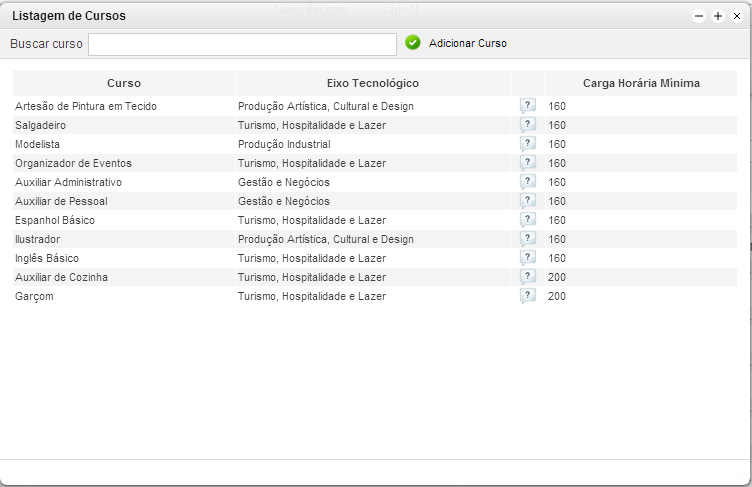 Novo Recorte Ctrl+N
Listagem de Cursos
Buscar curso Adicionar Curso
Curso Eixo Tecnológico Carga Horária Mínima
Artesão de Pintura em Tecido Produção Artística, Cultural e Design ? 160
Salgadeiro Turismo, Hospitalidade e Lazer ? 160
Modelista Produção Industrial ? 160
Organizador de Eventos Turismo, Hospitalidade e Lazer ? 160
Auxiliar Administrativo Gestão e Negócios ? 160
Auxiliar de Pessoal Gestão e Negócios ? 160
Espanhol Básico Turismo, Hospitalidade e Lazer ? 160
Ilustrador Produção Artística, Cultural e Design ? 160
Inglês Básico Turismo, Hospitalidade e Lazer ? 160
Auxiliar de Cozinha Turismo, Hospitalidade e Lazer ? 200
Garçom Turismo, Hospitalidade e Lazer ? 200